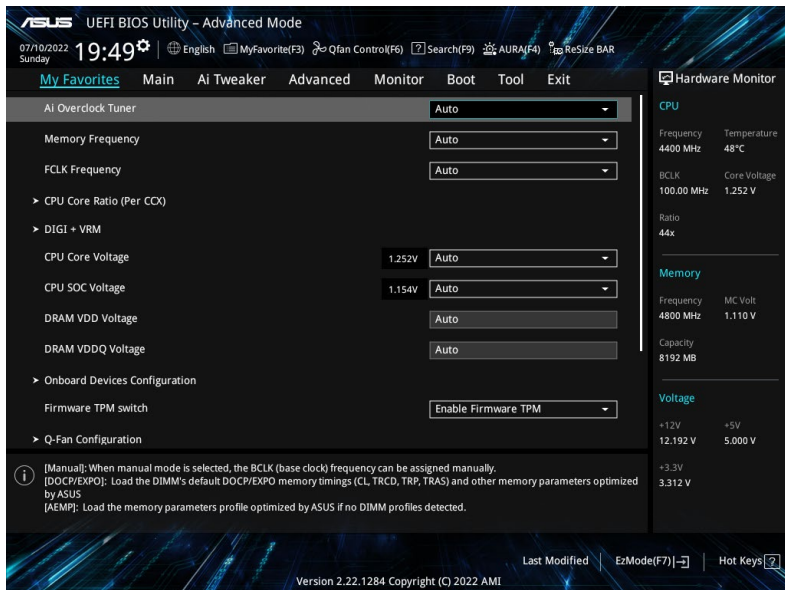 ASUS UEFI BIOS Utility – Advanced Mode
07/10/2022 Sunday 19:49 English MyFavorite(F3) Qfan Control(F6) ? Search(F9) AURA(F4) ReSize BAR
My Favorites Main Ai Tweaker Advanced Monitor Boot Tool Exit
Ai Overclock Tuner Auto
Memory Frequency Auto
FCLK Frequency Auto
CPU Core Ratio (Per CCX)
DIGI + VRM
CPU Core Voltage 1.252V Auto
CPU SOC Voltage 1.154V Auto
DRAM VDD Voltage Auto
DRAM VDDQ Voltage Auto
Onboard Devices Configuration
Firmware TPM switch Enable Firmware TPM
Q-Fan Configuration
[Manual]: When manual mode is selected, the BCLK (base clock) frequency can be assigned manually.
[DOCP/EXPO]: Load the DIMM's default DOCP/EXPO memory timings (CL, TRCD, TRP, TRAS) and other memory parameters optimized
by ASUS
[AEMP]: Load the memory parameters profile optimized by ASUS if no DIMM profiles detected.
Hardware Monitor
CPU
Frequency Temperature
4400 MHz 48°C
BCLK Core Voltage
100.00 MHz 1.252 V
Ratio
44x
Memory
Frequency MC Volt
4800 MHz 1.110 V
Capacity
8192 MB
Voltage
+12V +5V
12.192 V 5.000 V
+3.3V
3.312 V
Last Modified EzMode(F7) Hot Keys ?
Version 2.22.1284 Copyright (C) 2022 AMI